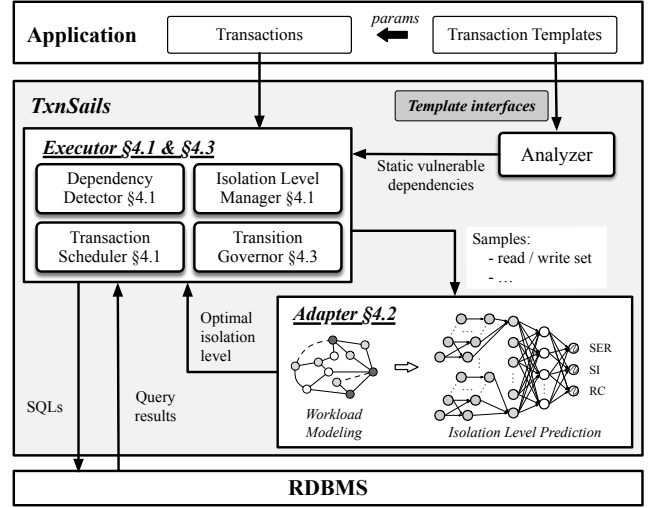 Application
Transactions
params
Transaction Templates
TxnSails
Template interfaces
Executor §4.1 & §4.3
Dependency
Detector §4.1
Isolation Level
Manager §4.1
Transaction
Scheduler §4.1
Transition
Governor §4.3
Static vulnerable
dependencies
Analyzer
Samples:
- read / write set
- ...
Optimal
isolation
level
Adapter §4.2
Workload
Modeling
Isolation Level Prediction
SER
SI
RC
SQLs
Query
results
RDBMS